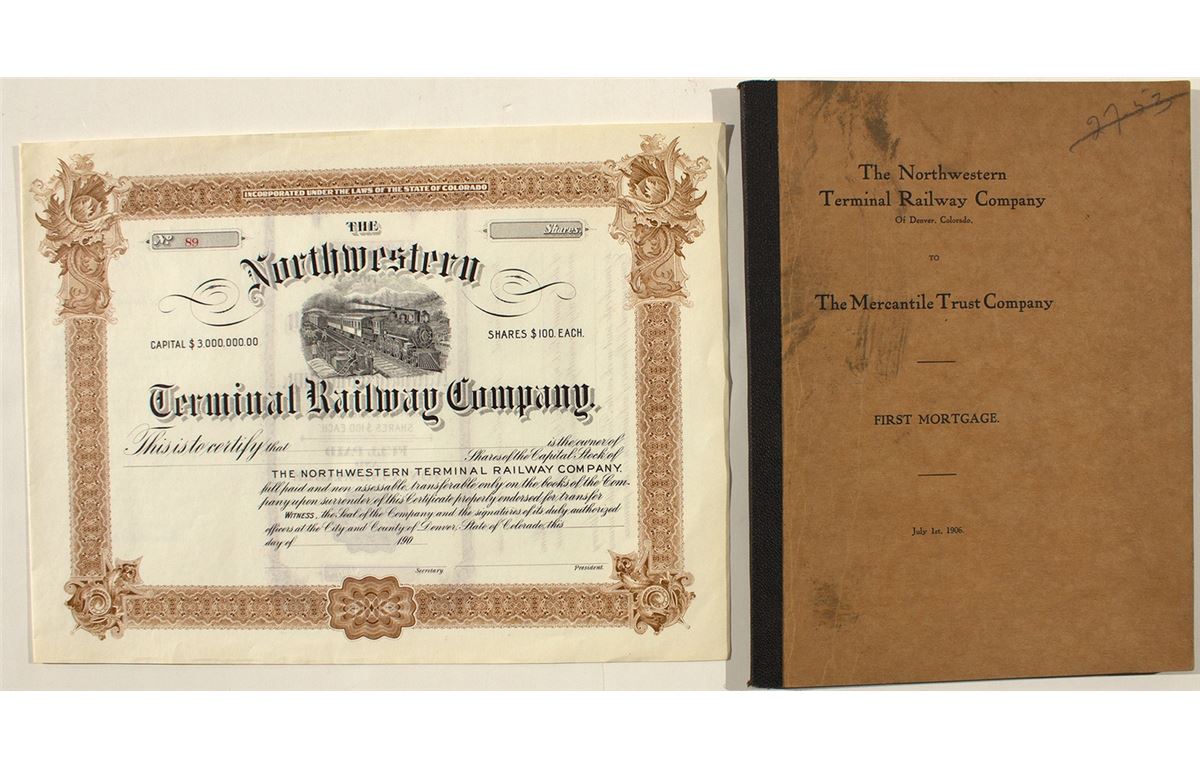 INCORPORATED UNDER THE LAWS OF THE STATE OF COLORADO
No 89
Shares,
THE
Northwestern
CAPITAL $3,000,000.00
SHARES $100. EACH.
Terminal Railway Company.
This is to certify that
is the owner of
Shares of the Capital Stock of
THE NORTHWESTERN TERMINAL RAILWAY COMPANY,
full paid and non assessable, transferable only on the books of the Com-
pany upon surrender of this Certificate properly endorsed for transfer
WITNESS, the Seal of the Company and the signatures of its duly authorized
officers at the City and County of Denver, State of Colorado, this
day of 190
Secretary
President.
SHARES $100 EACH
FULL PAID
2753
The Northwestern
Terminal Railway Company
Of Denver, Colorado,
TO
The Mercantile Trust Company
FIRST MORTGAGE.
July 1st, 1906.